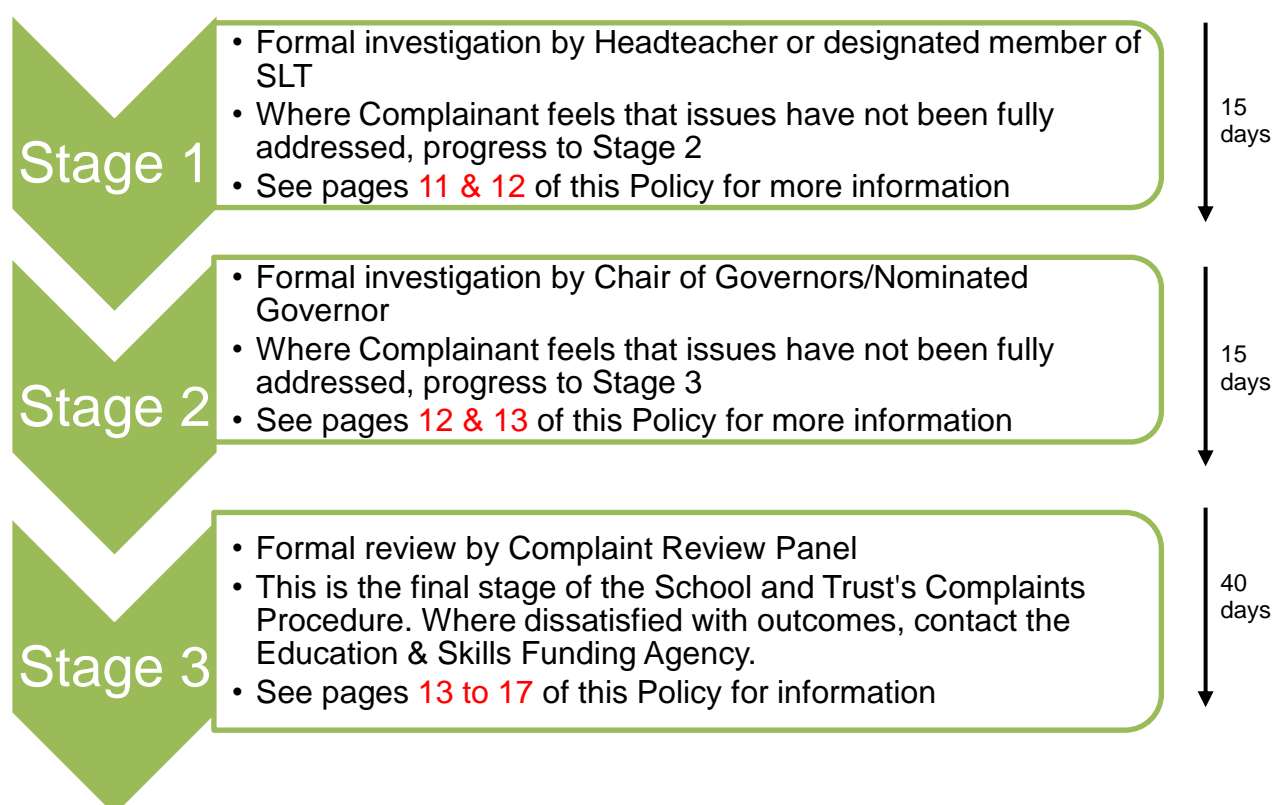 Stage 1
• Formal investigation by Headteacher or designated member of
SLT
• Where Complainant feels that issues have not been fully
addressed, progress to Stage 2
• See pages 11 & 12 of this Policy for more information
15
days
Stage 2
• Formal investigation by Chair of Governors/Nominated
Governor
• Where Complainant feels that issues have not been fully
addressed, progress to Stage 3
• See pages 12 & 13 of this Policy for more information
15
days
Stage 3
• Formal review by Complaint Review Panel
• This is the final stage of the School and Trust's Complaints
Procedure. Where dissatisfied with outcomes, contact the
Education & Skills Funding Agency.
• See pages 13 to 17 of this Policy for information
40
days